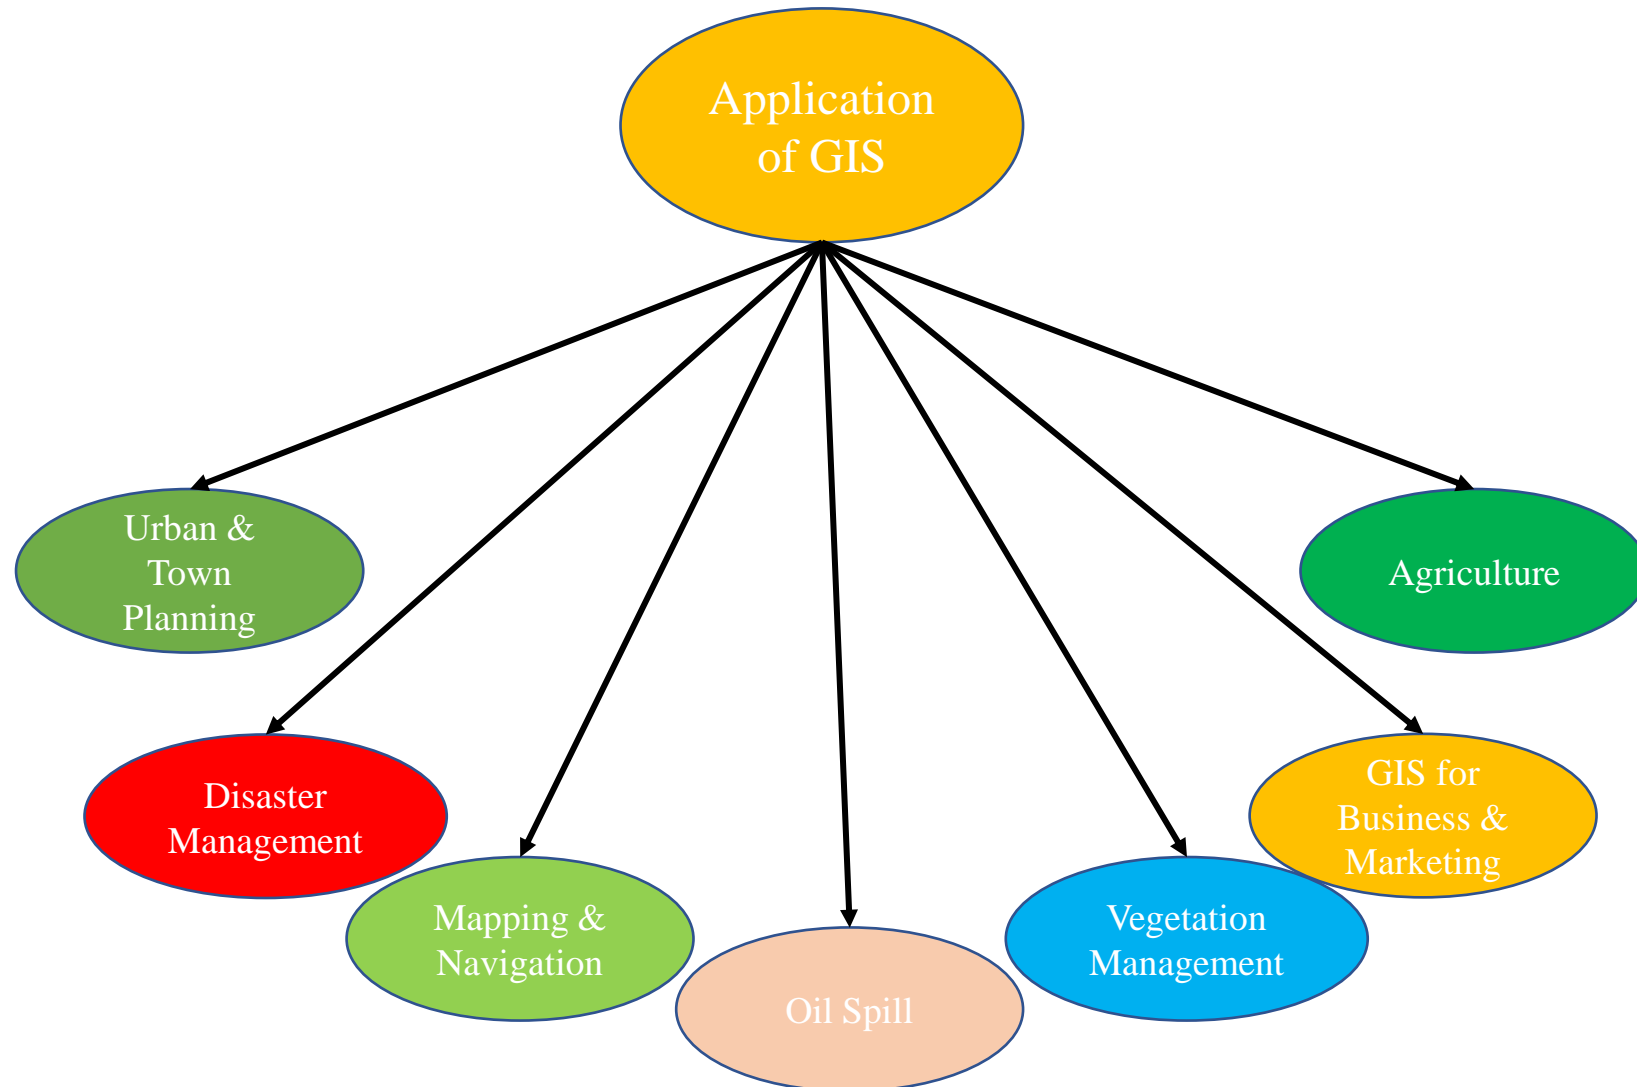 Application
of GIS
Urban &
Town
Planning
Agriculture
Disaster
Management
GIS for
Business &
Marketing
Mapping &
Navigation
Vegetation
Management
Oil Spill